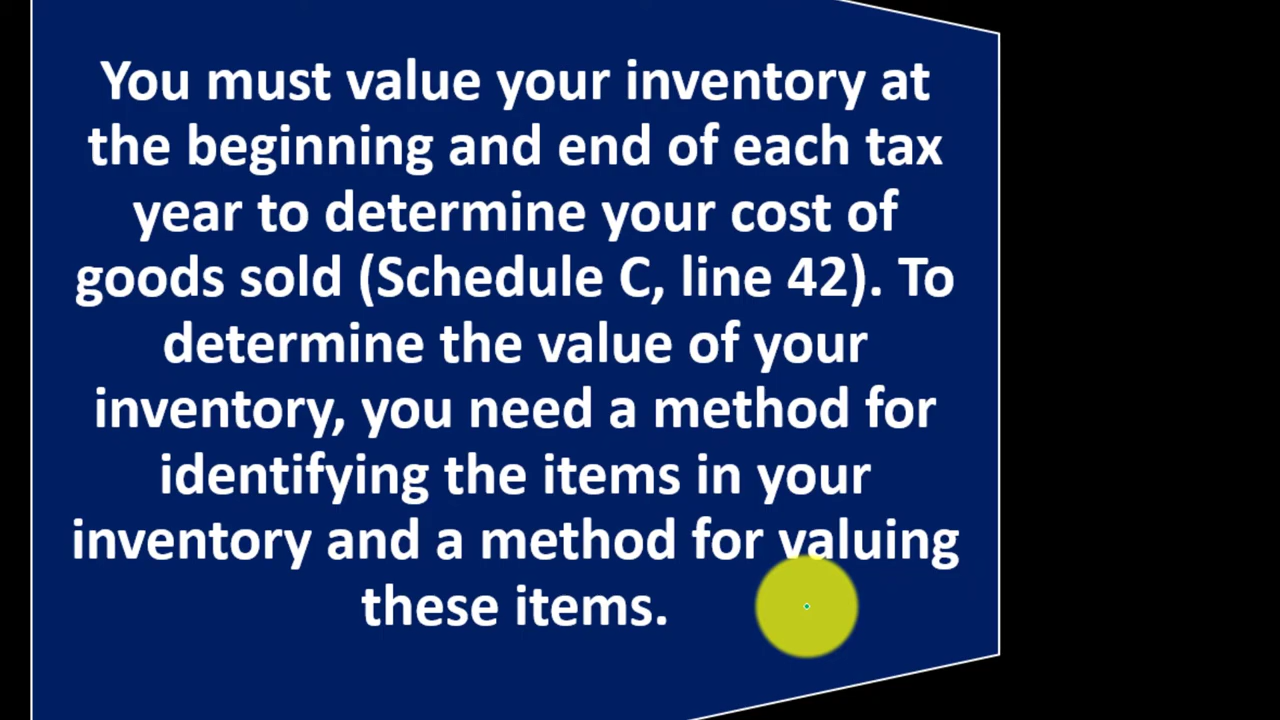 You must value your inventory at
the beginning and end of each tax
year to determine your cost of
goods sold (Schedule C, line 42). To
determine the value of your
inventory, you need a method for
identifying the items in your
inventory and a method for valuing
these items.